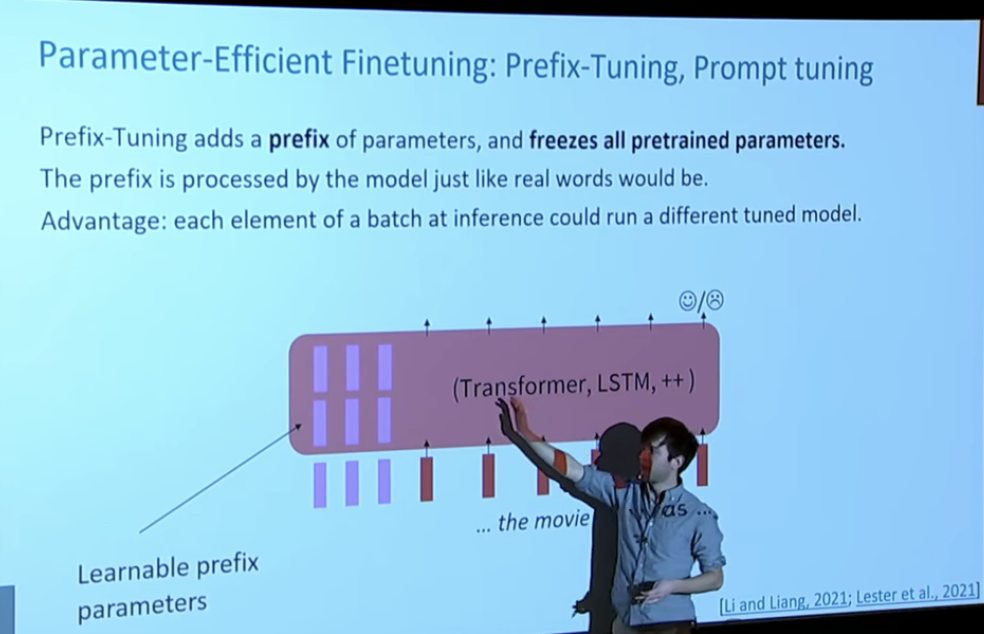 Parameter-Efficient Finetuning: Prefix-Tuning, Prompt tuning
Prefix-Tuning adds a prefix of parameters, and freezes all pretrained parameters.
The prefix is processed by the model just like real words would be.
Advantage: each element of a batch at inference could run a different tuned model.
☺/☹
(Transformer, LSTM, ++ )
... the movie was ...
Learnable prefix
parameters
[Li and Liang, 2021; Lester et al., 2021]